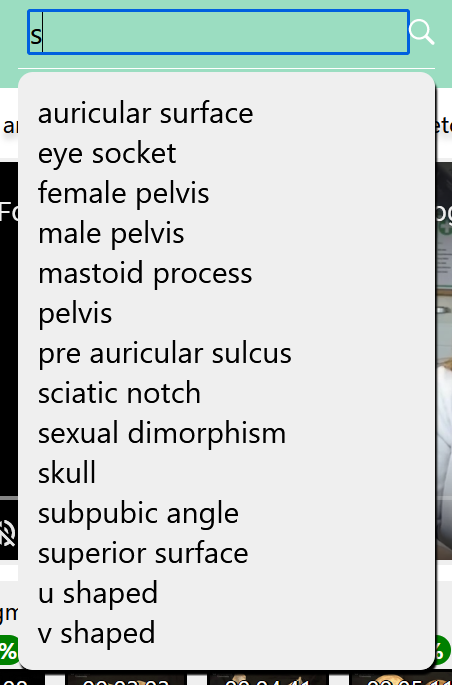 s
auricular surface
eye socket
female pelvis
male pelvis
mastoid process
pelvis
pre auricular sulcus
sciatic notch
sexual dimorphism
skull
subpubic angle
superior surface
u shaped
v shaped